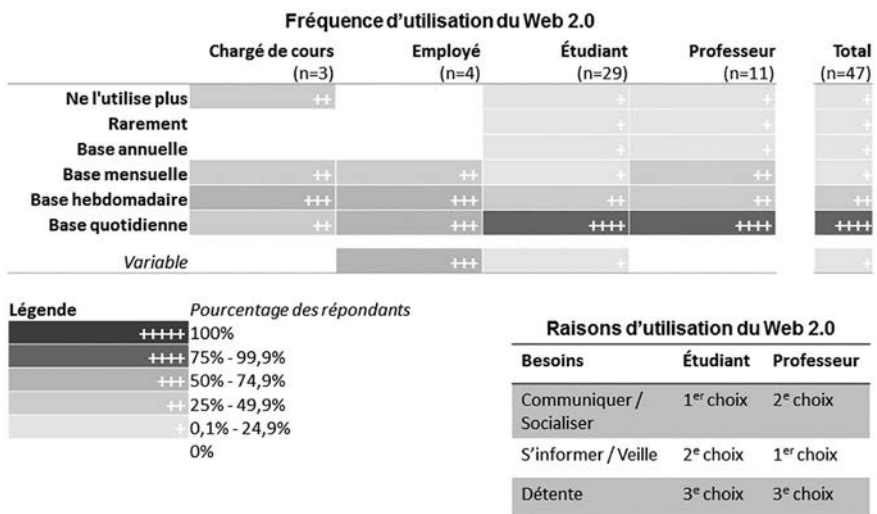 Fréquence d'utilisation du Web 2.0
Chargé de cours Employé Étudiant Professeur Total
(n=3) (n=4) (n=29) (n=11) (n=47)
Ne l'utilise plus ++ + + +
Rarement + + +
Base annuelle + + +
Base mensuelle ++ ++ + ++ +
Base hebdomadaire +++ +++ ++ ++ ++
Base quotidienne ++ +++ ++++ ++++ ++++
Variable +++ + +
Légende Pourcentage des répondants
+++++ 100%
++++ 75% - 99,9%
+++ 50% - 74,9%
++ 25% - 49,9%
+ 0,1% - 24,9%
0%
Raisons d'utilisation du Web 2.0
Besoins Étudiant Professeur
Communiquer / 1er choix 2e choix
Socialiser
S'informer / Veille 2e choix 1er choix
Détente 3e choix 3e choix